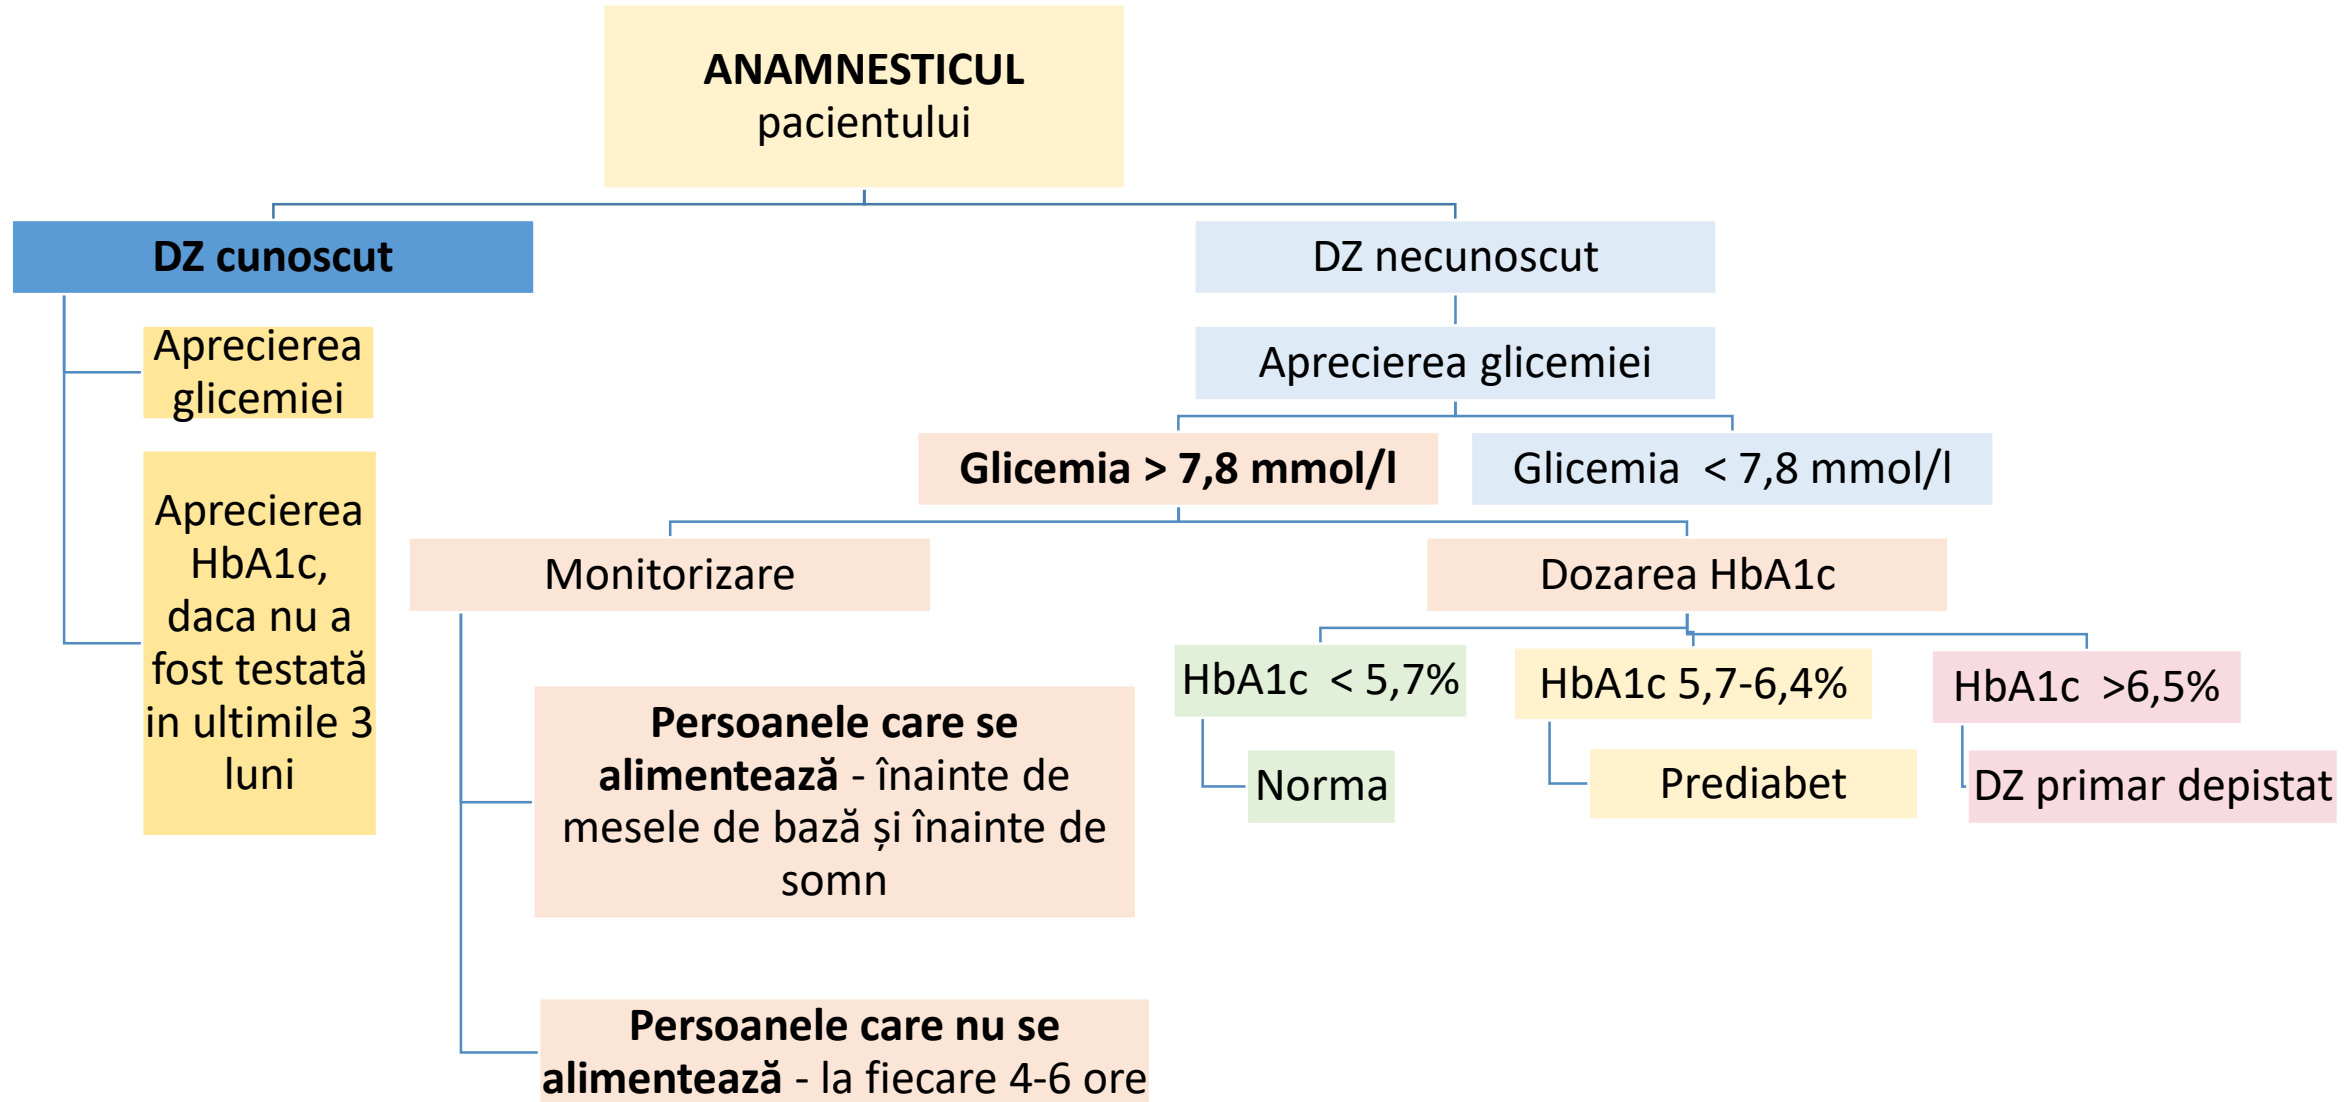 ANAMNESTICUL
pacientului
DZ cunoscut
DZ necunoscut
Aprecierea
glicemiei
Aprecierea
HbA1c,
daca nu a
fost testată
in ultimile 3
luni
Aprecierea glicemiei
Glicemia > 7,8 mmol/l
Glicemia < 7,8 mmol/l
Monitorizare
Dozarea HbA1c
Persoanele care se
alimentează - înainte de
mesele de bază și înainte de
somn
Persoanele care nu se
alimentează - la fiecare 4-6 ore
HbA1c < 5,7%
Norma
HbA1c 5,7-6,4%
Prediabet
HbA1c >6,5%
DZ primar depistat